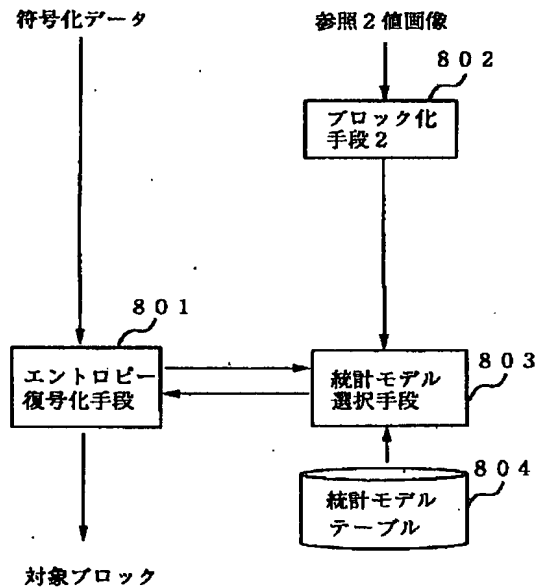 符号化データ
参照2値画像
802
ブロック化
手段2
801
エントロピー
復号化手段
統計モデル
選択手段
803
統計モデル
テーブル
804
対象ブロック